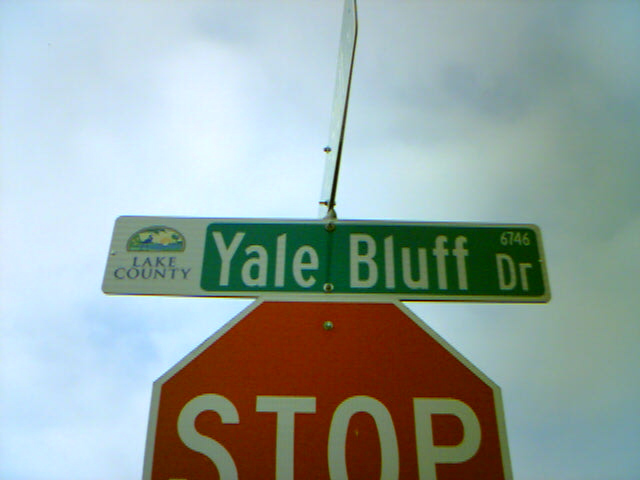 LAKE
COUNTY
Yale Bluff Dr
6746
STOP